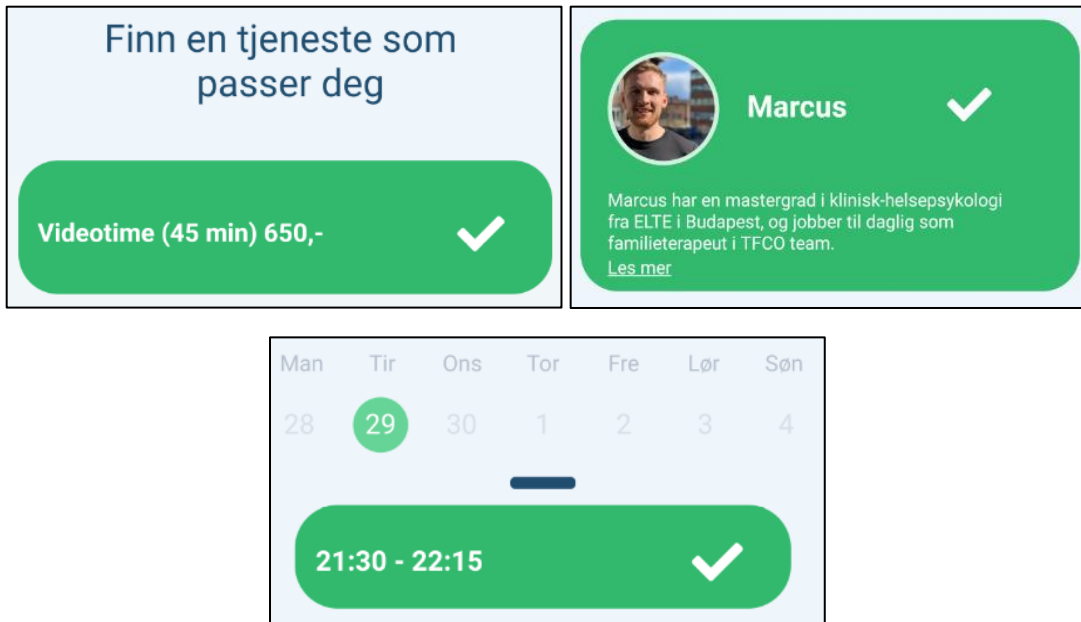 Finn en tjeneste som
passer deg
Videotime (45 min) 650,-
Marcus
Marcus har en mastergrad i klinisk-helsepsykologi
fra ELTE i Budapest, og jobber til daglig som
familieterapeut i TFCO team.
Les mer
Man Tir Ons Tor Fre Lør Søn
28 29 30 1 2 3 4
21:30 - 22:15